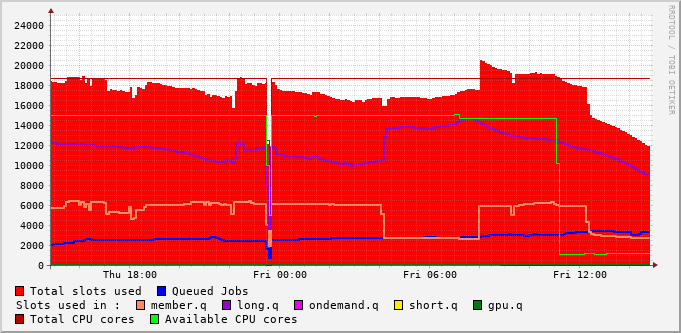 24000
22000
20000
18000
16000
14000
12000
10000
8000
6000
4000
2000
0
Thu 18:00 Fri 00:00 Fri 06:00 Fri 12:00
RRDTOOL / TOBI OETIKER
Total slots used Queued Jobs
Slots used in : member.q long.q ondemand.q short.q gpu.q
Total CPU cores Available CPU cores